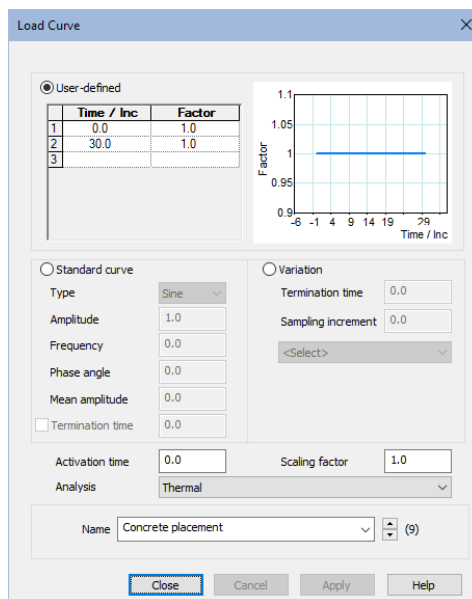 Load Curve
User-defined
Time / Inc Factor
1 0.0 1.0
2 30.0 1.0
3
1.1
1.05
1
0.95
0.9
Factor
-6 -1 4 9 14 19 29
Time / Inc
Standard curve
Type Sine
Amplitude 1.0
Frequency 0.0
Phase angle 0.0
Mean amplitude 0.0
Termination time 0.0
Variation
Termination time 0.0
Sampling increment 0.0
<Select>
Activation time 0.0 Scaling factor 1.0
Analysis Thermal
Name Concrete placement (9)
Close Cancel Apply Help